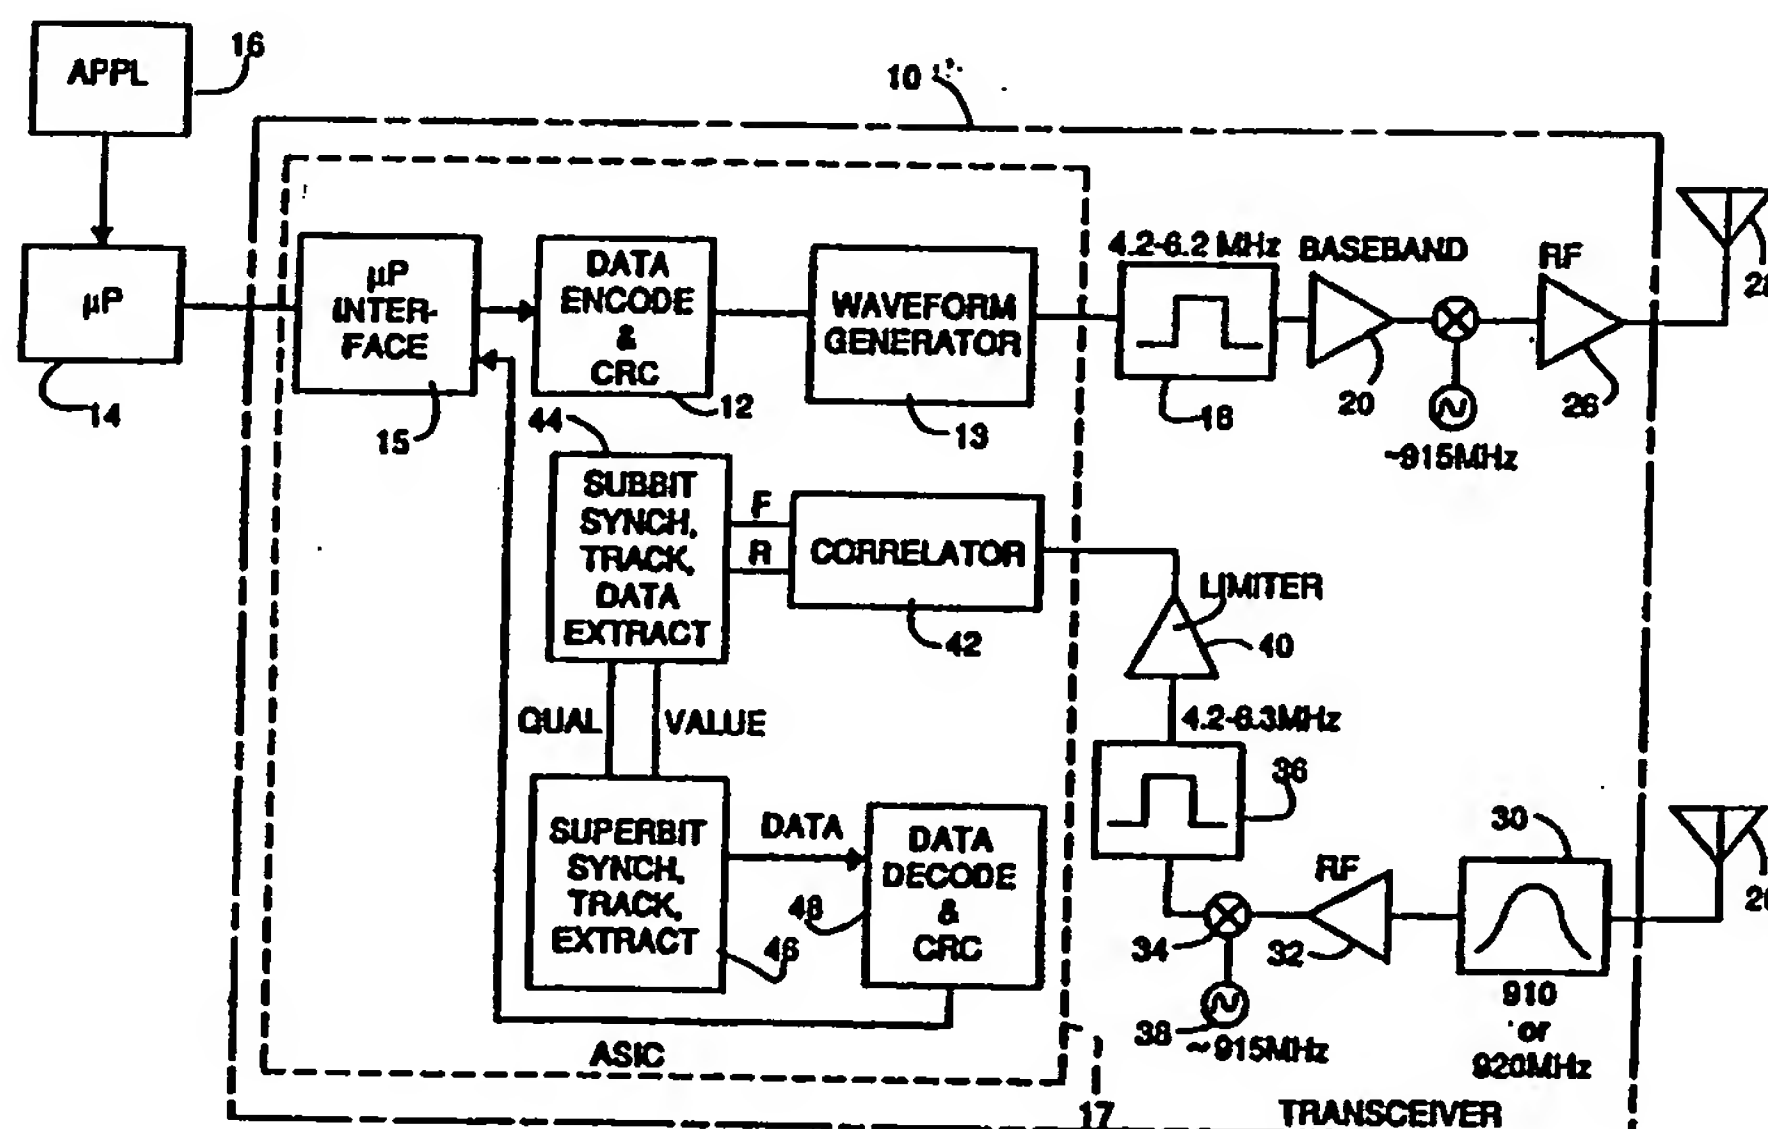 APPL
16
10
µP
14
µP
INTER-
FACE
15
DATA
ENCODE
&
CRC
12
WAVEFORM
GENERATOR
13
4.2-6.2 MHz
18
BASEBAND
20
~915MHz
RF
26
44
SUBBIT
SYNCH,
TRACK,
DATA
EXTRACT
F
R
CORRELATOR
42
LIMITER
40
QUAL
VALUE
4.2-6.3MHz
36
SUPERBIT
SYNCH,
TRACK,
EXTRACT
46
DATA
48
DATA
DECODE
&
CRC
34
38
~915MHz
RF
32
30
910
or
920MHz
ASIC
17
TRANSCEIVER